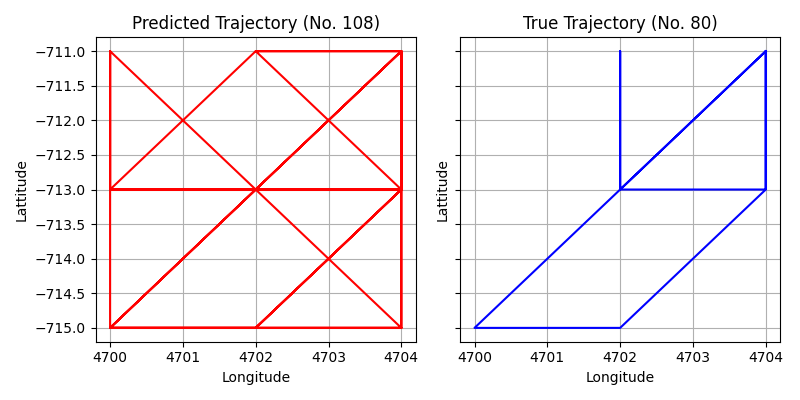 Predicted Trajectory (No. 108)
True Trajectory (No. 80)
−711.0
−711.5
−712.0
−712.5
−713.0
−713.5
−714.0
−714.5
−715.0
Lattitude
Lattitude
4700 4701 4702 4703 4704
4700 4701 4702 4703 4704
Longitude
Longitude